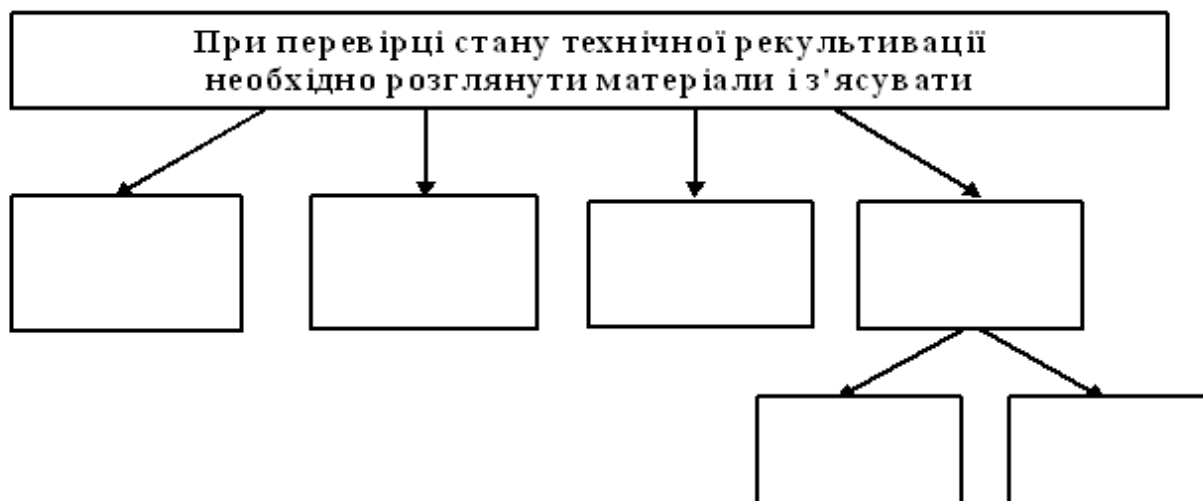 При перевірці стану технічної рекультивації
необхідно розглянути матеріали і з'ясувати